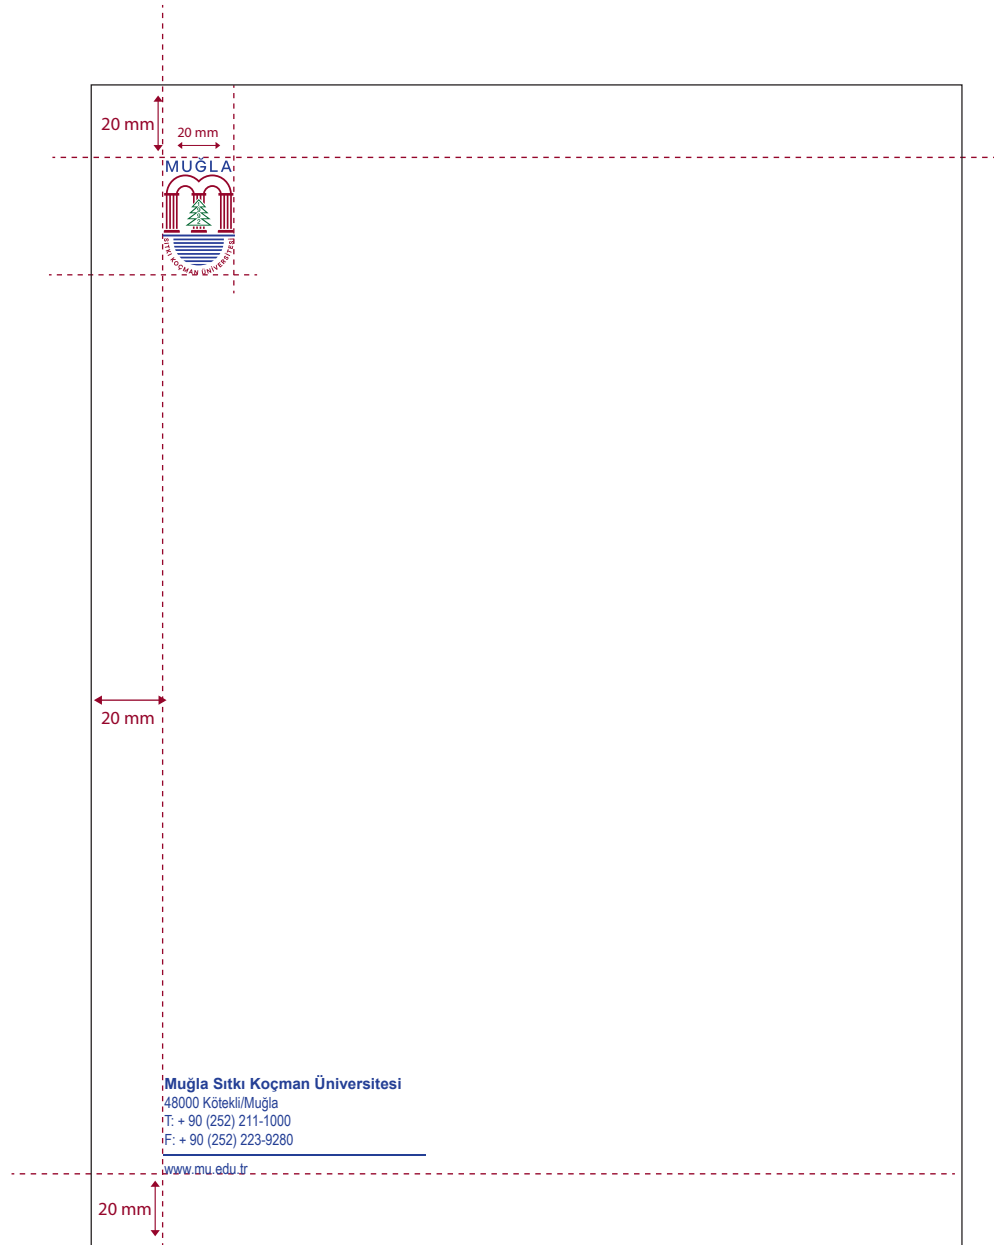 20 mm
20 mm
MUĞLA
1992
SITKI KOÇMAN ÜNİVERSİTESİ
20 mm
Muğla Sıtkı Koçman Üniversitesi
48000 Kötekli/Muğla
T: + 90 (252) 211-1000
F: + 90 (252) 223-9280
www.mu.edu.tr
20 mm